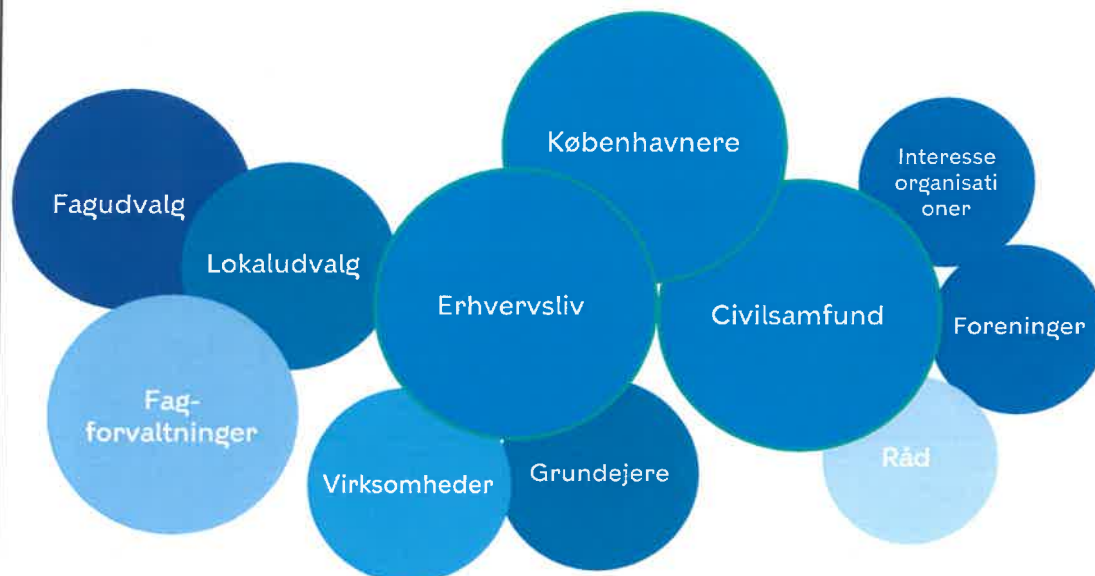 Københavnere
Interesse
organisati
oner
Fagudvalg
Lokaludvalg
Erhvervsliv
Civilsamfund
Foreninger
Fag-
forvaltninger
Virksomheder
Grundejere
Råd